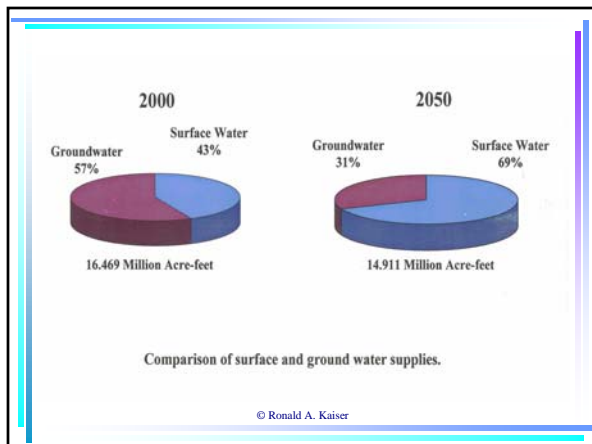 2000
Groundwater
57%
Surface Water
43%
16.469 Million Acre-feet
2050
Groundwater
31%
Surface Water
69%
14.911 Million Acre-feet
Comparison of surface and ground water supplies.
© Ronald A. Kaiser